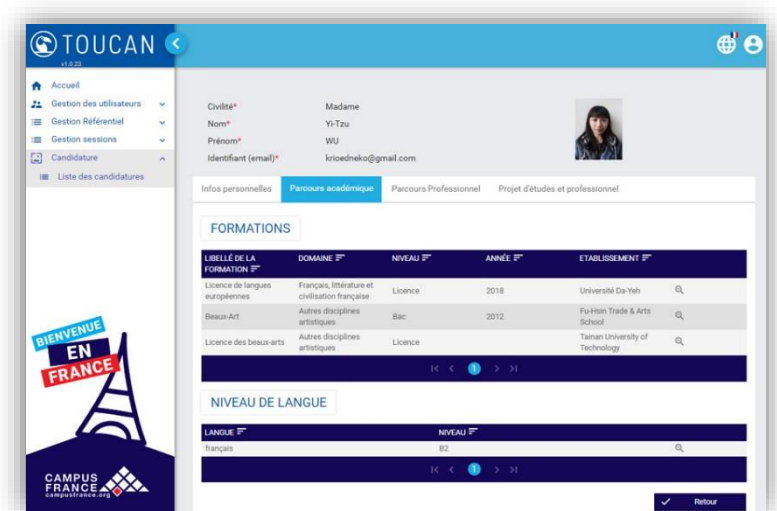 TOUCAN
v1.0.23
Accueil
Gestion des utilisateurs
Gestion Référentiel
Gestion sessions
Candidature
Liste des candidatures
BIENVENUE
EN
FRANCE
CAMPUS
FRANCE
campusfrance.org
Civilité* Madame
Nom* Yi-Tzu
Prénom* WU
Identifiant (email)* krioedneko@gmail.com
Infos personnelles Parcours académique Parcours Professionnel Projet d'études et professionnel
FORMATIONS
LIBELLÉ DE LA FORMATION DOMAINE NIVEAU ANNÉE ETABLISSEMENT
Licence de langues européennes Français, littérature et civilisation française Licence 2018 Université Da-Yeh
Beaux-Art Autres disciplines artistiques Bac 2012 Fu-Hsin Trade & Arts School
Licence des beaux-arts Autres disciplines artistiques Licence Tainan University of Technology
1
NIVEAU DE LANGUE
LANGUE NIVEAU
français B2
1
Retour